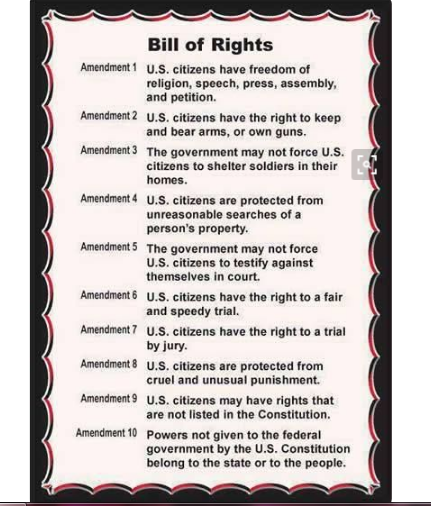 Bill of Rights
Amendment 1 U.S. citizens have freedom of
religion, speech, press, assembly,
and petition.
Amendment 2 U.S. citizens have the right to keep
and bear arms, or own guns.
Amendment 3 The government may not force U.S.
citizens to shelter soldiers in their
homes.
Amendment 4 U.S. citizens are protected from
unreasonable searches of a
person's property.
Amendment 5 The government may not force
U.S. citizens to testify against
themselves in court.
Amendment 6 U.S. citizens have the right to a fair
and speedy trial.
Amendment 7 U.S. citizens have the right to a trial
by jury.
Amendment 8 U.S. citizens are protected from
cruel and unusual punishment.
Amendment 9 U.S. citizens may have rights that
are not listed in the Constitution.
Amendment 10 Powers not given to the federal
government by the U.S. Constitution
belong to the state or to the people.